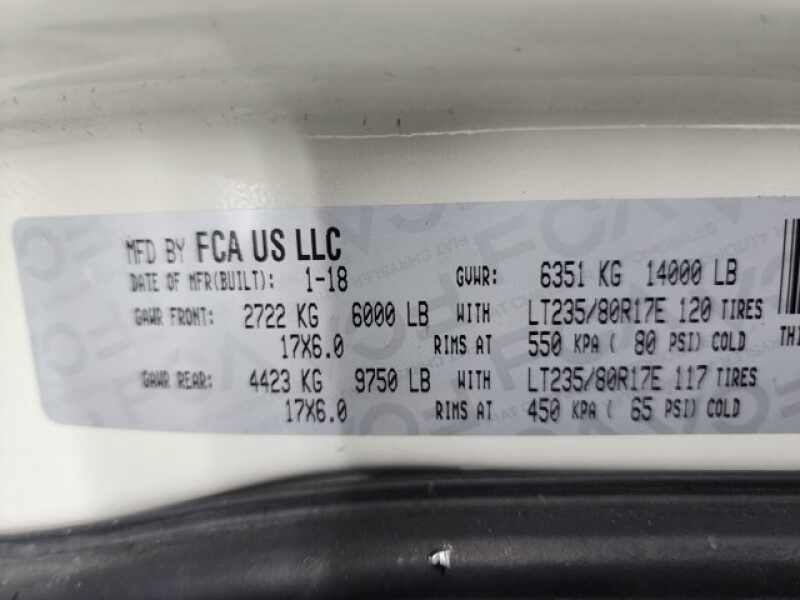 MFD BY FCA US LLC
DATE OF MFR(BUILT): 1-18 GVWR: 6351 KG 14000 LB
GAWR FRONT: 2722 KG 6000 LB WITH LT235/80R17E 120 TIRES
17X6.0 RIMS AT 550 KPA ( 80 PSI) COLD
GAWR REAR: 4423 KG 9750 LB WITH LT235/80R17E 117 TIRES
17X6.0 RIMS AT 450 KPA ( 65 PSI) COLD